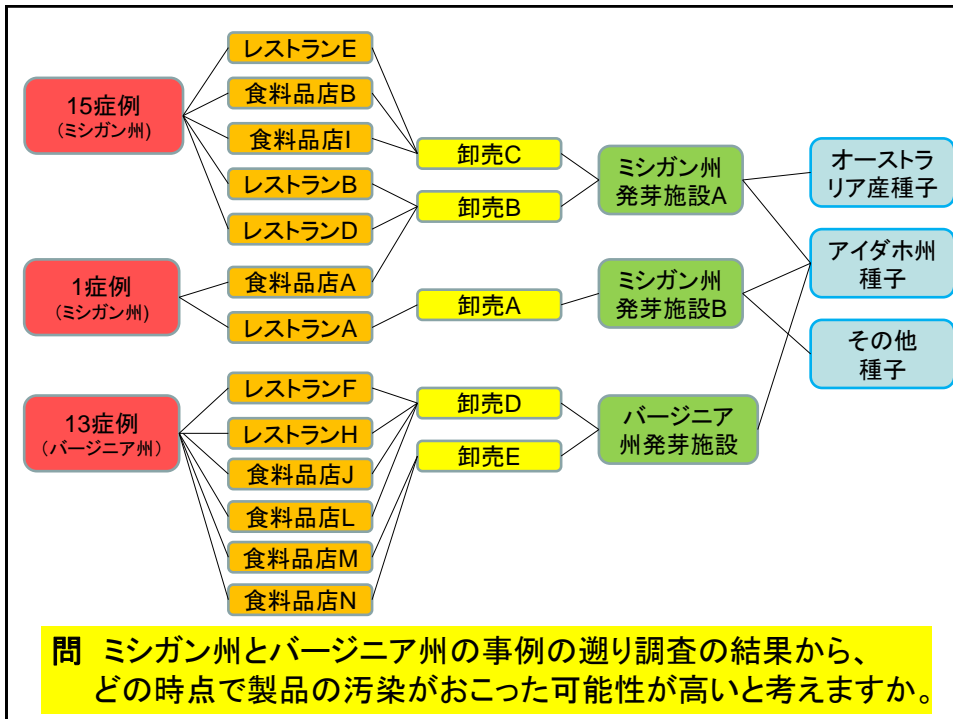 15症例
(ミシガン州)
1症例
(ミシガン州)
13症例
(バージニア州)
レストランE
食料品店B
食料品店I
レストランB
レストランD
食料品店A
レストランA
レストランF
レストランH
食料品店J
食料品店L
食料品店M
食料品店N
卸売C
卸売B
卸売A
卸売D
卸売E
ミシガン州
発芽施設A
ミシガン州
発芽施設B
バージニア
州発芽施設
オーストラ
リア産種子
アイダホ州
種子
その他
種子
問 ミシガン州とバージニア州の事例の遡り調査の結果から、
どの時点で製品の汚染がおこった可能性が高いと考えますか。